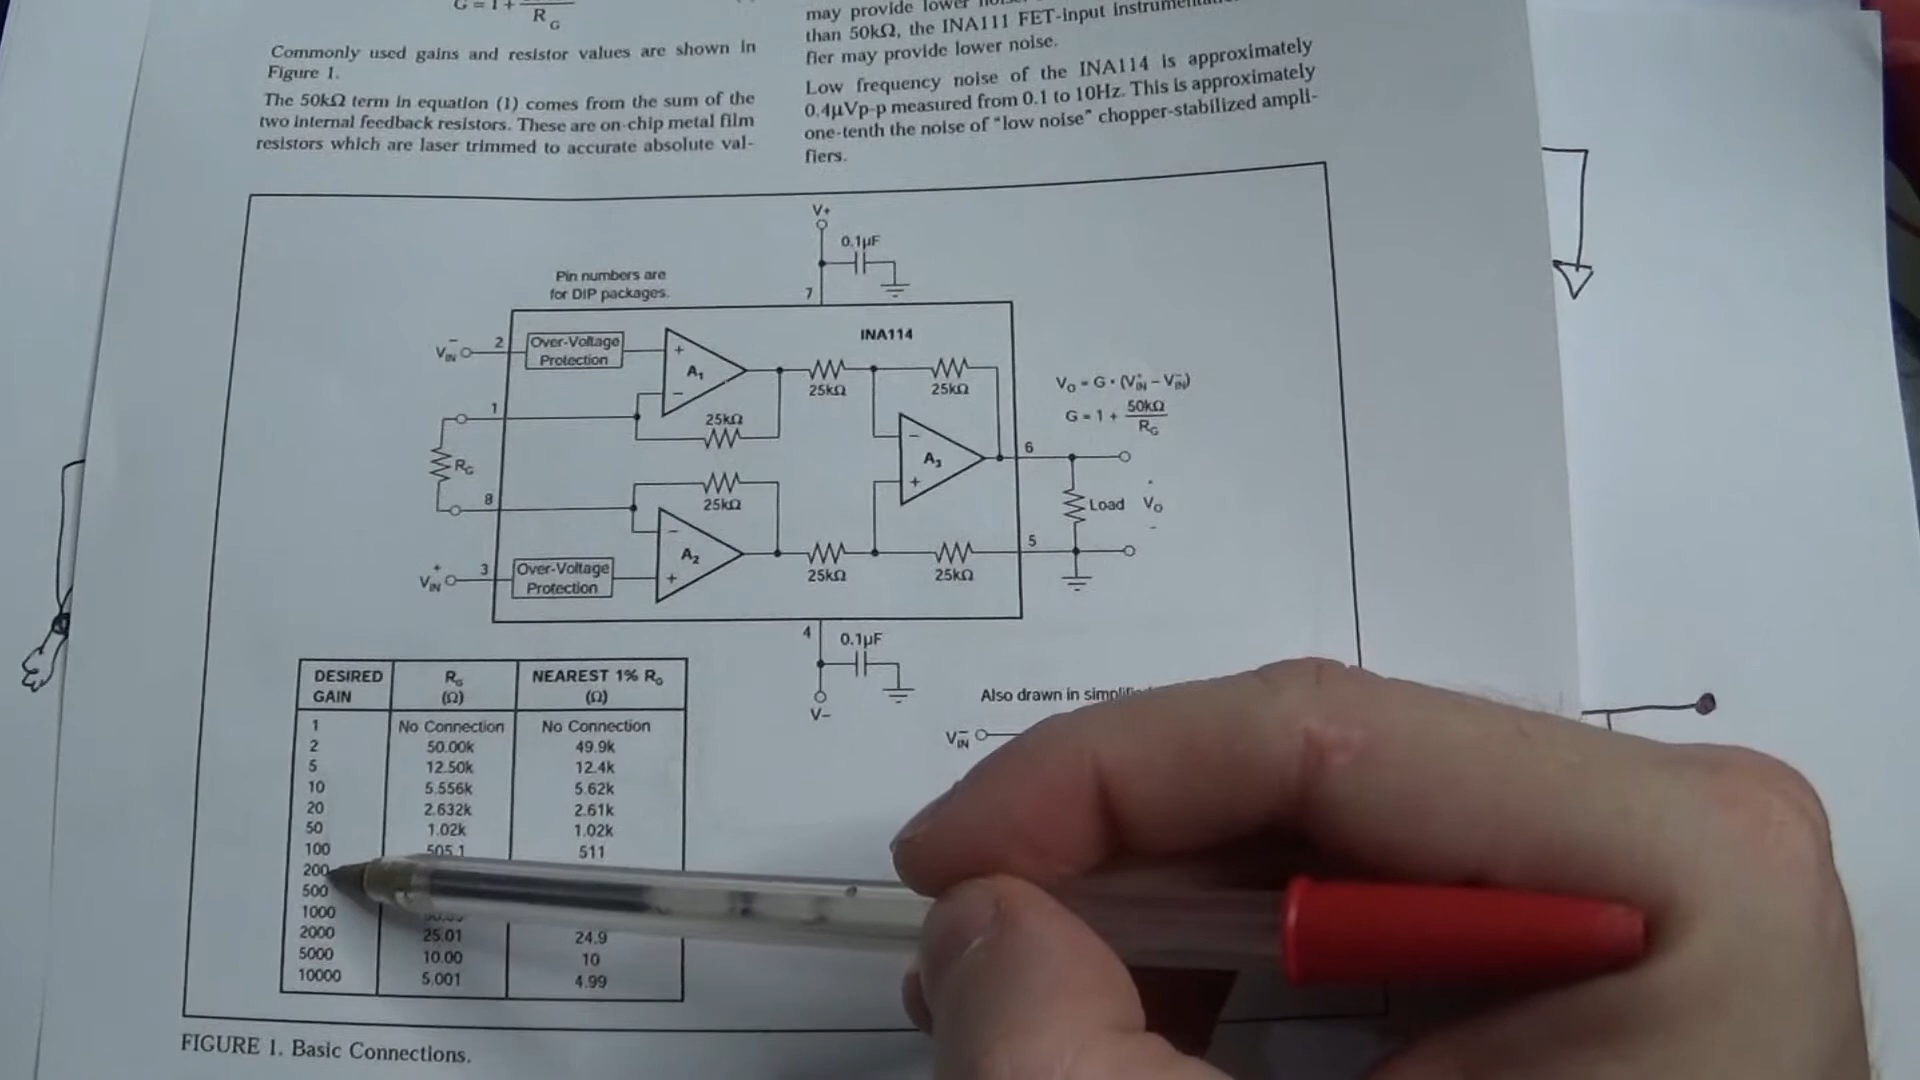 G = 1 +
R G
Commonly used gains and resistor values are shown in
Figure 1.
The 50kΩ term in equation (1) comes from the sum of the
two internal feedback resistors. These are on-chip metal film
resistors which are laser trimmed to accurate absolute val-
may provide lower
than 50kΩ, the INA111 FET-input
fier may provide lower noise.
Low frequency noise of the INA114 is approximately
0.4µVp-p measured from 0.1 to 10Hz. This is approximately
one-tenth the noise of “low noise” chopper-stabilized ampli-
fiers.
V+
0.1µF
Pin numbers are
for DIP packages.
7
INA114
V⁻IN
2
Over-Voltage
Protection
+
A1
−
25kΩ
25kΩ
25kΩ
1
RG
8
25kΩ
−
A2
+
V⁺IN
3
Over-Voltage
Protection
25kΩ
25kΩ
−
A3
+
6
5
VO = G • (V⁺IN − V⁻IN)
G = 1 + 50kΩ
RG
Load
+
VO
−
4
0.1µF
V−
DESIRED GAIN RG (Ω) NEAREST 1% RG (Ω)
1 No Connection No Connection
2 50.00k 49.9k
5 12.50k 12.4k
10 5.556k 5.62k
20 2.632k 2.61k
50 1.02k 1.02k
100 505.1 511
200
500
1000
2000 25.01 24.9
5000 10.00 10
10000 5.001 4.99
Also drawn in
V⁻IN
FIGURE 1. Basic Connections.